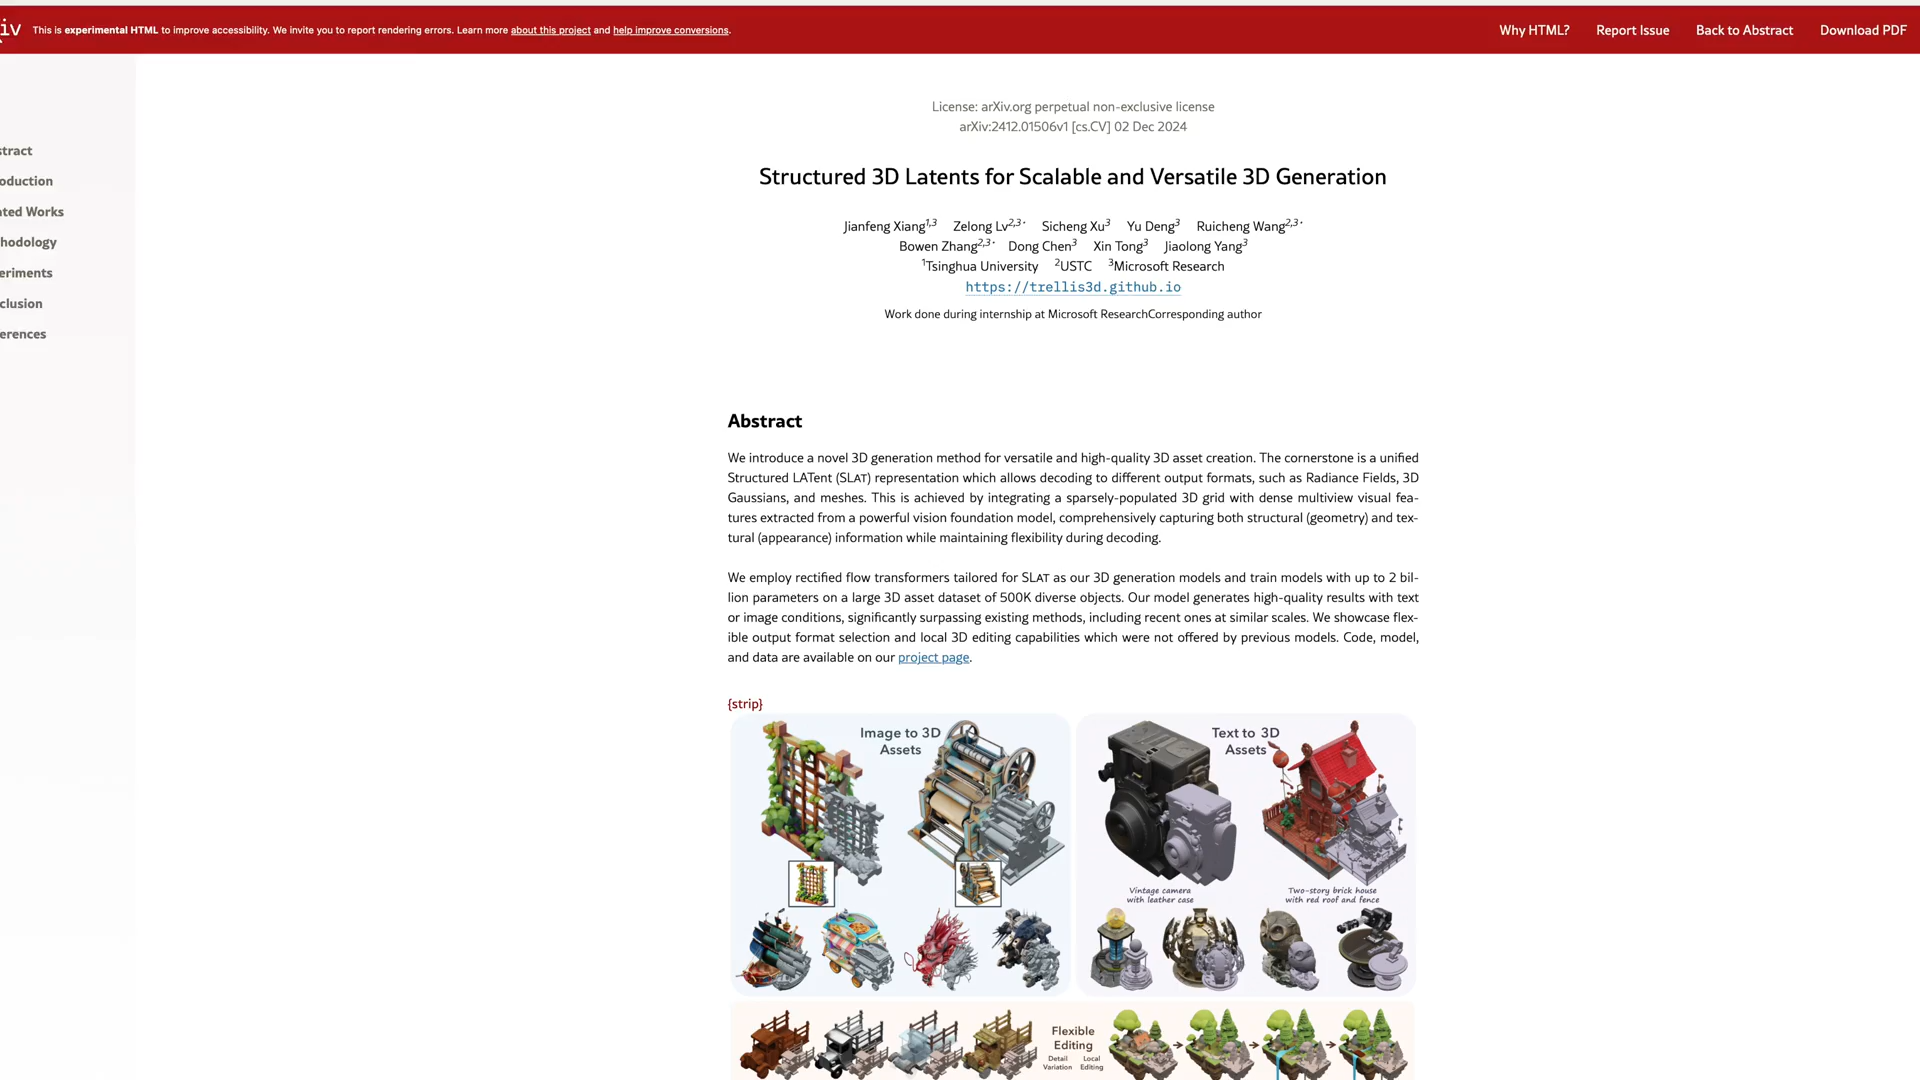 iv
This is experimental HTML to improve accessibility. We invite you to report rendering errors. Learn more about this project and help improve conversions.
Why HTML?
Report Issue
Back to Abstract
Download PDF
stract
oduction
ated Works
hodology
eriments
clusion
erences
License: arXiv.org perpetual non-exclusive license
arXiv:2412.01506v1 [cs.CV] 02 Dec 2024
Structured 3D Latents for Scalable and Versatile 3D Generation
Jianfeng Xiang1,3 Zelong Lv2,3* Sicheng Xu3 Yu Deng3 Ruicheng Wang2,3*
Bowen Zhang2,3* Dong Chen3 Xin Tong3 Jiaolong Yang3
1Tsinghua University 2USTC 3Microsoft Research
https://trellis3d.github.io
Work done during internship at Microsoft ResearchCorresponding author
Abstract
We introduce a novel 3D generation method for versatile and high-quality 3D asset creation. The cornerstone is a unified
Structured LATent (SLAT) representation which allows decoding to different output formats, such as Radiance Fields, 3D
Gaussians, and meshes. This is achieved by integrating a sparsely-populated 3D grid with dense multiview visual fea-
tures extracted from a powerful vision foundation model, comprehensively capturing both structural (geometry) and tex-
tural (appearance) information while maintaining flexibility during decoding.
We employ rectified flow transformers tailored for SLAT as our 3D generation models and train models with up to 2 bil-
lion parameters on a large 3D asset dataset of 500K diverse objects. Our model generates high-quality results with text
or image conditions, significantly surpassing existing methods, including recent ones at similar scales. We showcase flex-
ible output format selection and local 3D editing capabilities which were not offered by previous models. Code, model,
and data are available on our project page.
{strip}
Image to 3D
Assets
Text to 3D
Assets
Vintage camera
with leather case
Two-story brick house
with red roof and fence
Flexible
Editing
Detail
Variation
Local
Editing